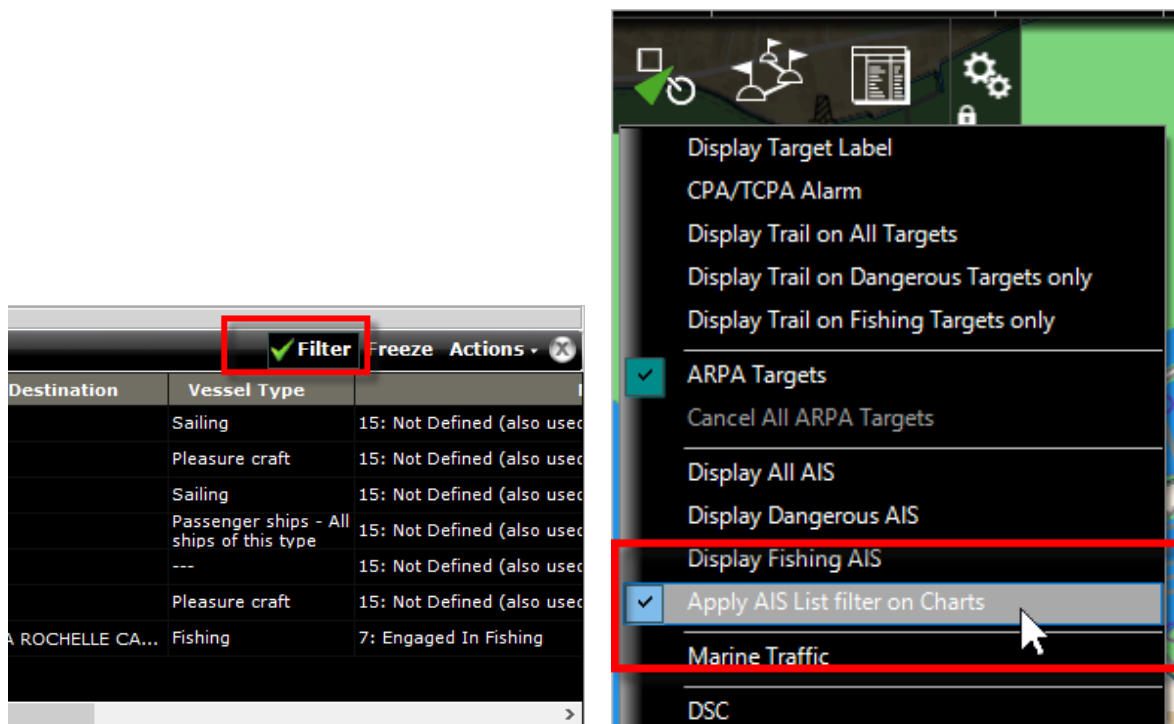 Filter Freeze Actions
Destination Vessel Type
Sailing 15: Not Defined (also used
Pleasure craft 15: Not Defined (also used
Sailing 15: Not Defined (also used
Passenger ships - All
ships of this type 15: Not Defined (also used
--- 15: Not Defined (also used
Pleasure craft 15: Not Defined (also used
A ROCHELLE CA... Fishing 7: Engaged In Fishing
Display Target Label
CPA/TCPA Alarm
Display Trail on All Targets
Display Trail on Dangerous Targets only
Display Trail on Fishing Targets only
ARPA Targets
Cancel All ARPA Targets
Display All AIS
Display Dangerous AIS
Display Fishing AIS
Apply AIS List filter on Charts
Marine Traffic
DSC